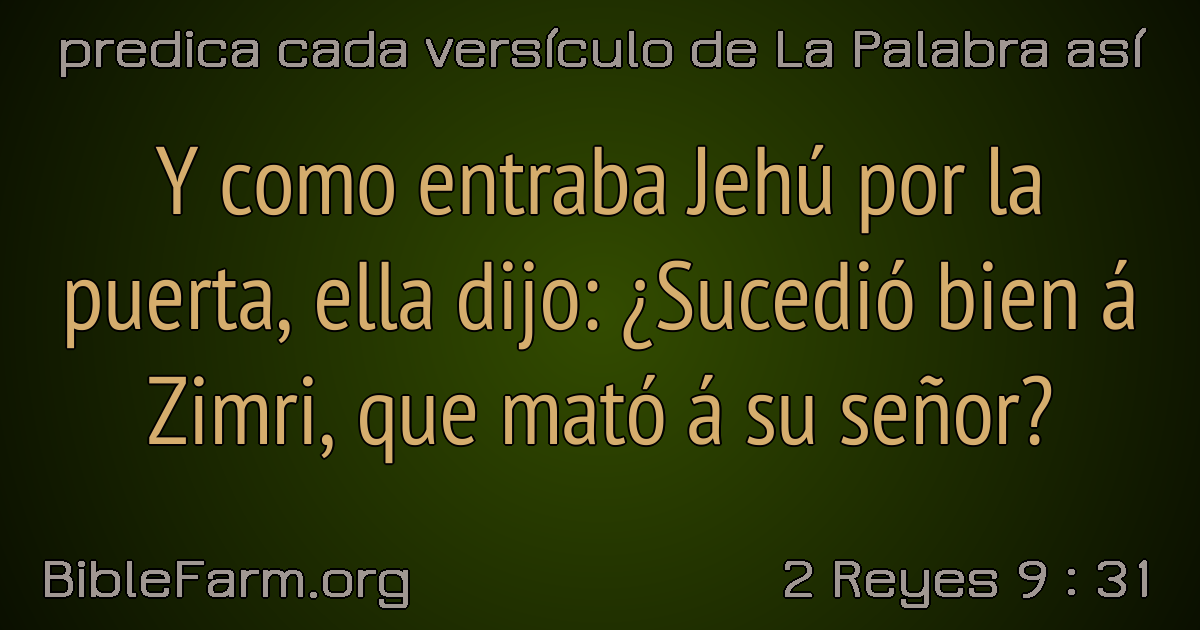 predica cada versículo de La Palabra así
Y como entraba Jehú por la
puerta, ella dijo: ¿Sucedió bien á
Zimri, que mató á su señor?
BibleFarm.org
2 Reyes 9 : 31